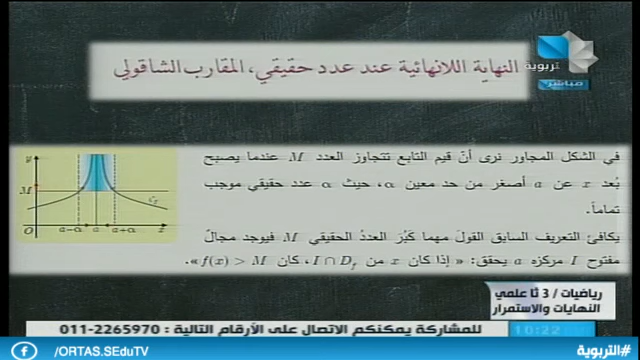 النهاية اللانهائية عند عدد حقيقي، المقارب الشاقولي
التربوية
مباشر
في الشكل المجاور نرى أنّ قيم التابع تتجاوز العدد M عندما يصبح
بُعد x عن a أصغر من حد معين α، حيث α عدد حقيقي موجب
تماماً.
يكافئ التعريف السابق القولَ مهما كَبُرَ العددُ الحقيقي M فيوجد مجالٌ
مفتوح I مركزه a يحقق: « إذا كان x من I∩D_f، كان f(x) > M».
y
M
C_f
O
a-α
a
a+α
x
رياضيات / 3 ثا علمي
النهايات والاستمرار
10:22
للمشاركة يمكنكم الاتصال على الأرقام التالية : 2265970-011
/ORTAS.SEduTV
#التربوية